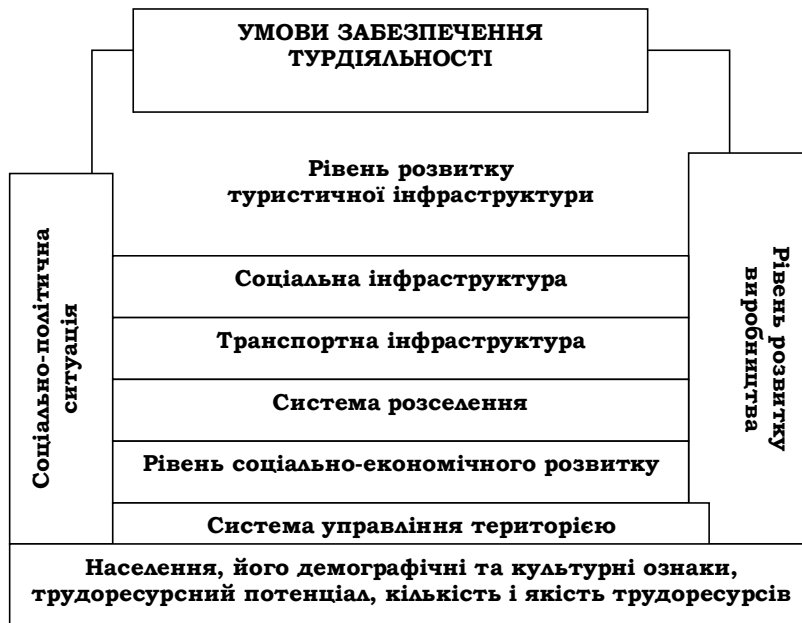 УМОВИ ЗАБЕЗПЕЧЕННЯ
ТУРДІЯЛЬНОСТІ
Рівень розвитку
туристичної інфраструктури
Соціально-політична
ситуація
Соціальна інфраструктура
Транспортна інфраструктура
Система розселення
Рівень соціально-економічного розвитку
Система управління територією
Рівень розвитку
виробництва
Населення, його демографічні та культурні ознаки,
трудоресурсний потенціал, кількість і якість трудоресурсів